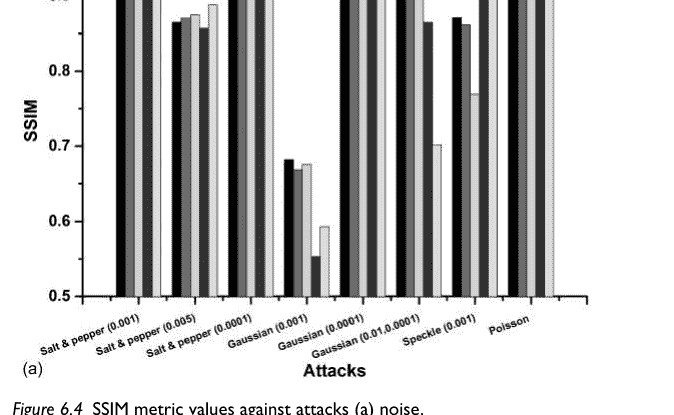 0.8
0.7
0.6
0.5
SSIM
Salt & pepper (0.001)
Salt & pepper (0.005)
Salt & pepper (0.0001)
Gaussian (0.001)
Gaussian (0.0001)
Gaussian (0.01,0.0001)
Speckle (0.001)
Poisson
(a)
Attacks
Figure 6.4 SSIM metric values against attacks (a) noise.